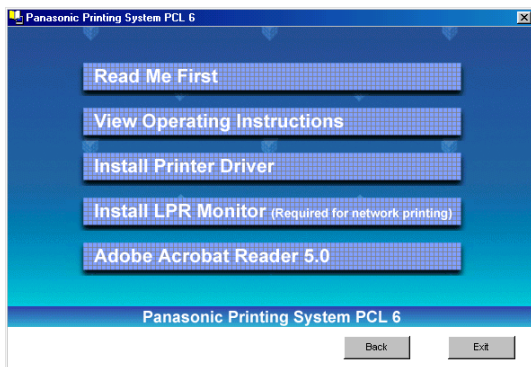 Panasonic Printing System PCL 6
Read Me First
View Operating Instructions
Install Printer Driver
Install LPR Monitor (Required for network printing)
Adobe Acrobat Reader 5.0
Panasonic Printing System PCL 6
Back Exit